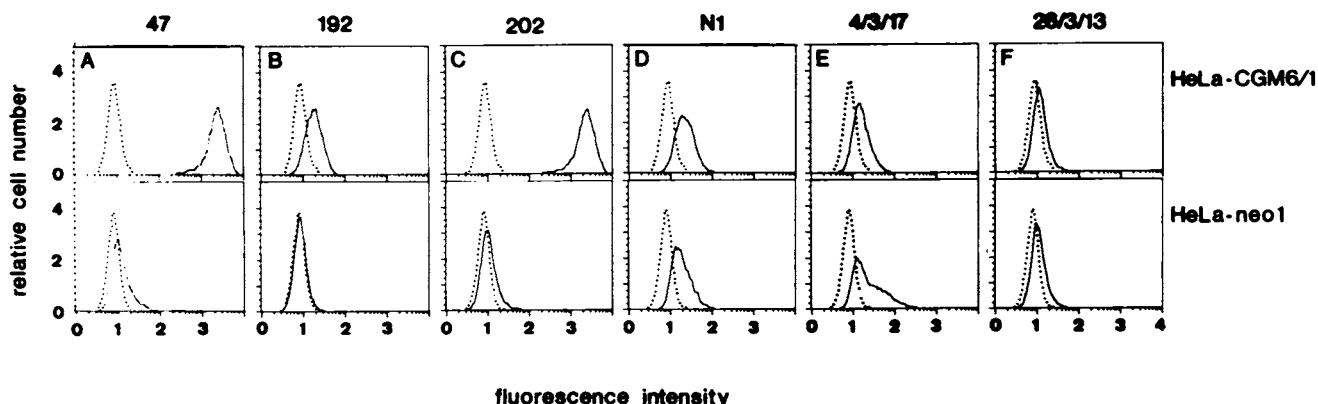 47 192 202 N1 4/3/17 26/3/13
A B C D E F
4
2
0
HeLa-CGM6/1
4
2
0
HeLa-neo1
relative cell number
0 1 2 3 0 1 2 3 0 1 2 3 0 1 2 3 0 1 2 3 0 1 2 3 4
fluorescence intensity